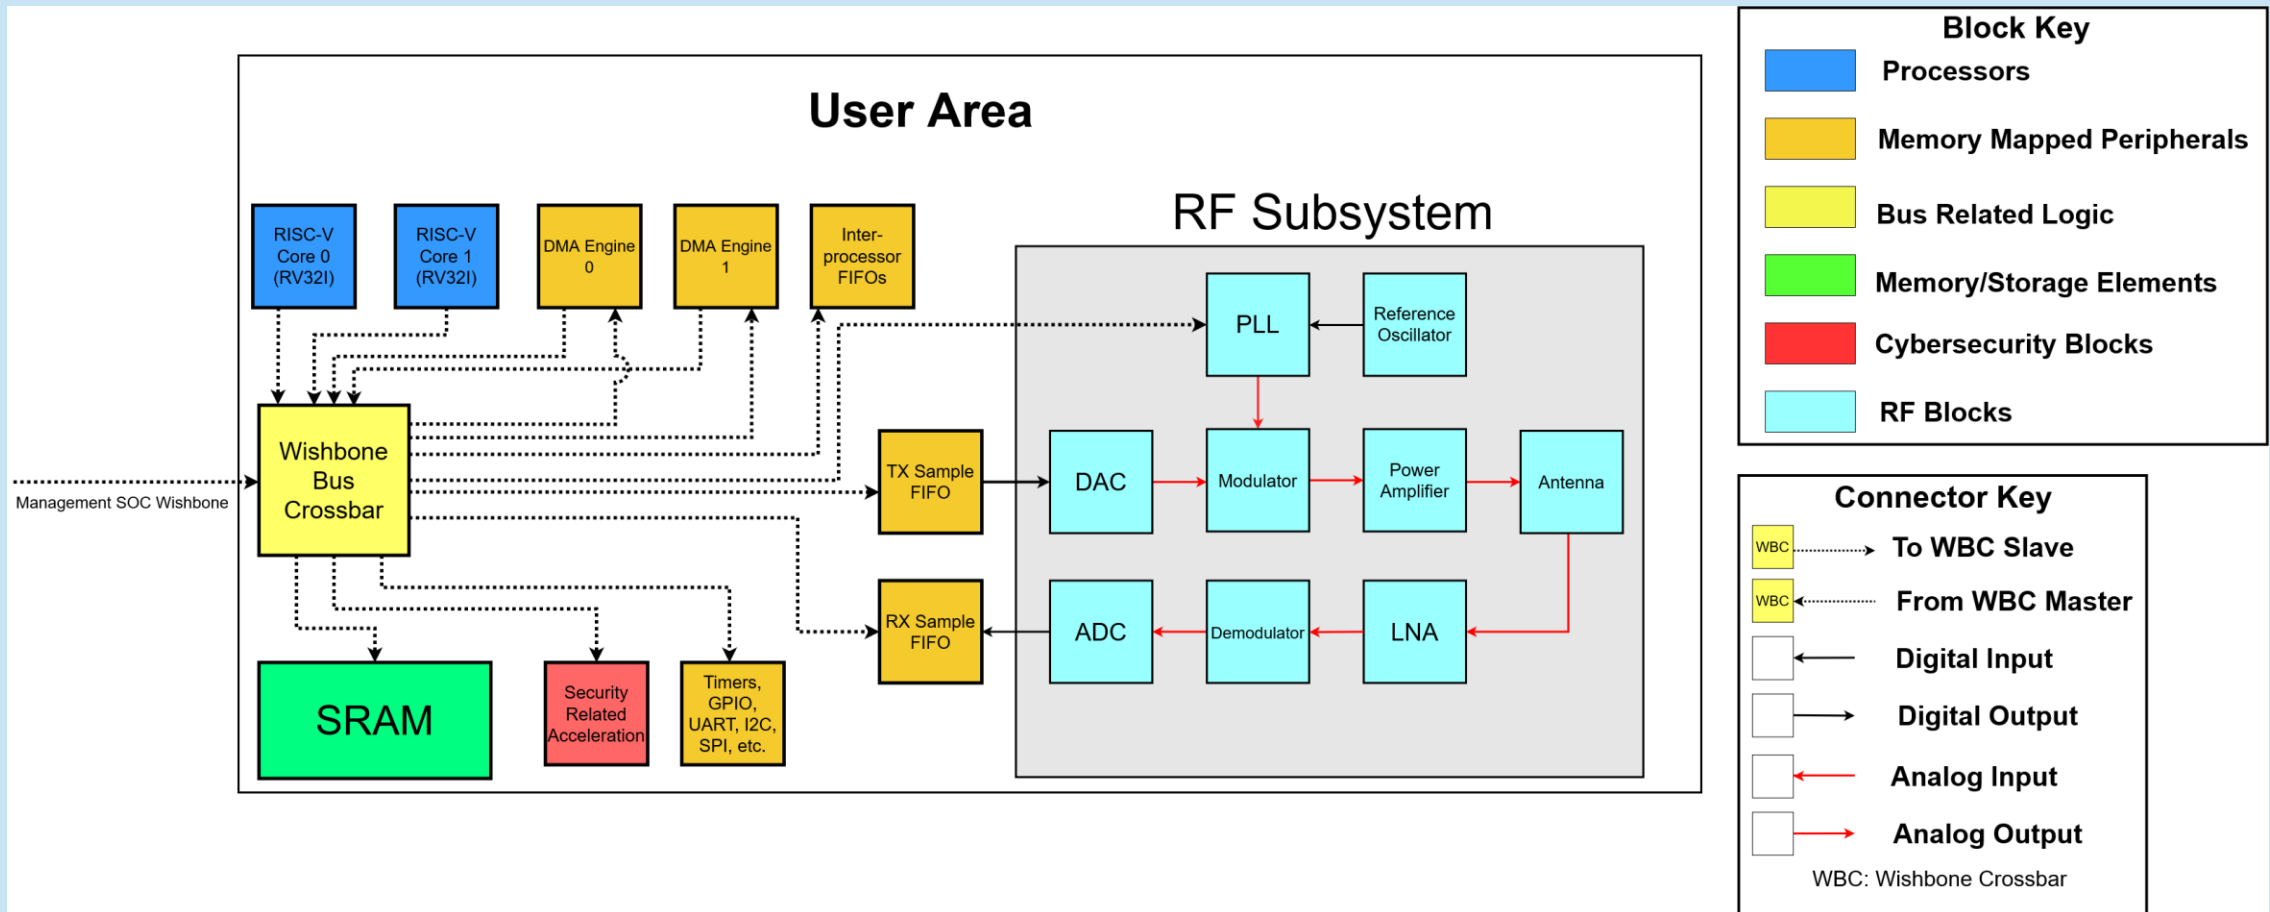 User Area
RISC-V
Core 0
(RV32I)
RISC-V
Core 1
(RV32I)
DMA Engine
0
DMA Engine
1
Inter-
processor
FIFOs
RF Subsystem
PLL
Reference
Oscillator
Wishbone
Bus
Crossbar
Management SOC Wishbone
TX Sample
FIFO
DAC
Modulator
Power
Amplifier
Antenna
RX Sample
FIFO
ADC
Demodulator
LNA
SRAM
Security
Related
Acceleration
Timers,
GPIO,
UART, I2C,
SPI, etc.
Block Key
Processors
Memory Mapped Peripherals
Bus Related Logic
Memory/Storage Elements
Cybersecurity Blocks
RF Blocks
Connector Key
WBC
To WBC Slave
WBC
From WBC Master
Digital Input
Digital Output
Analog Input
Analog Output
WBC: Wishbone Crossbar